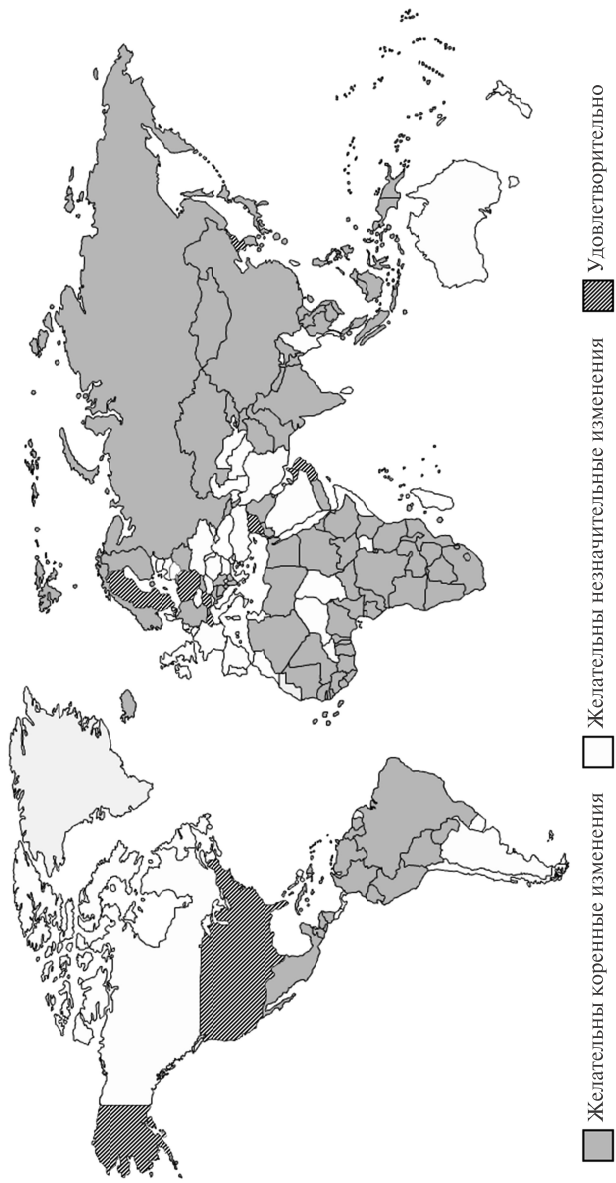 Желательны коренные изменения
Желательны незначительные изменения
Удовлетворительно